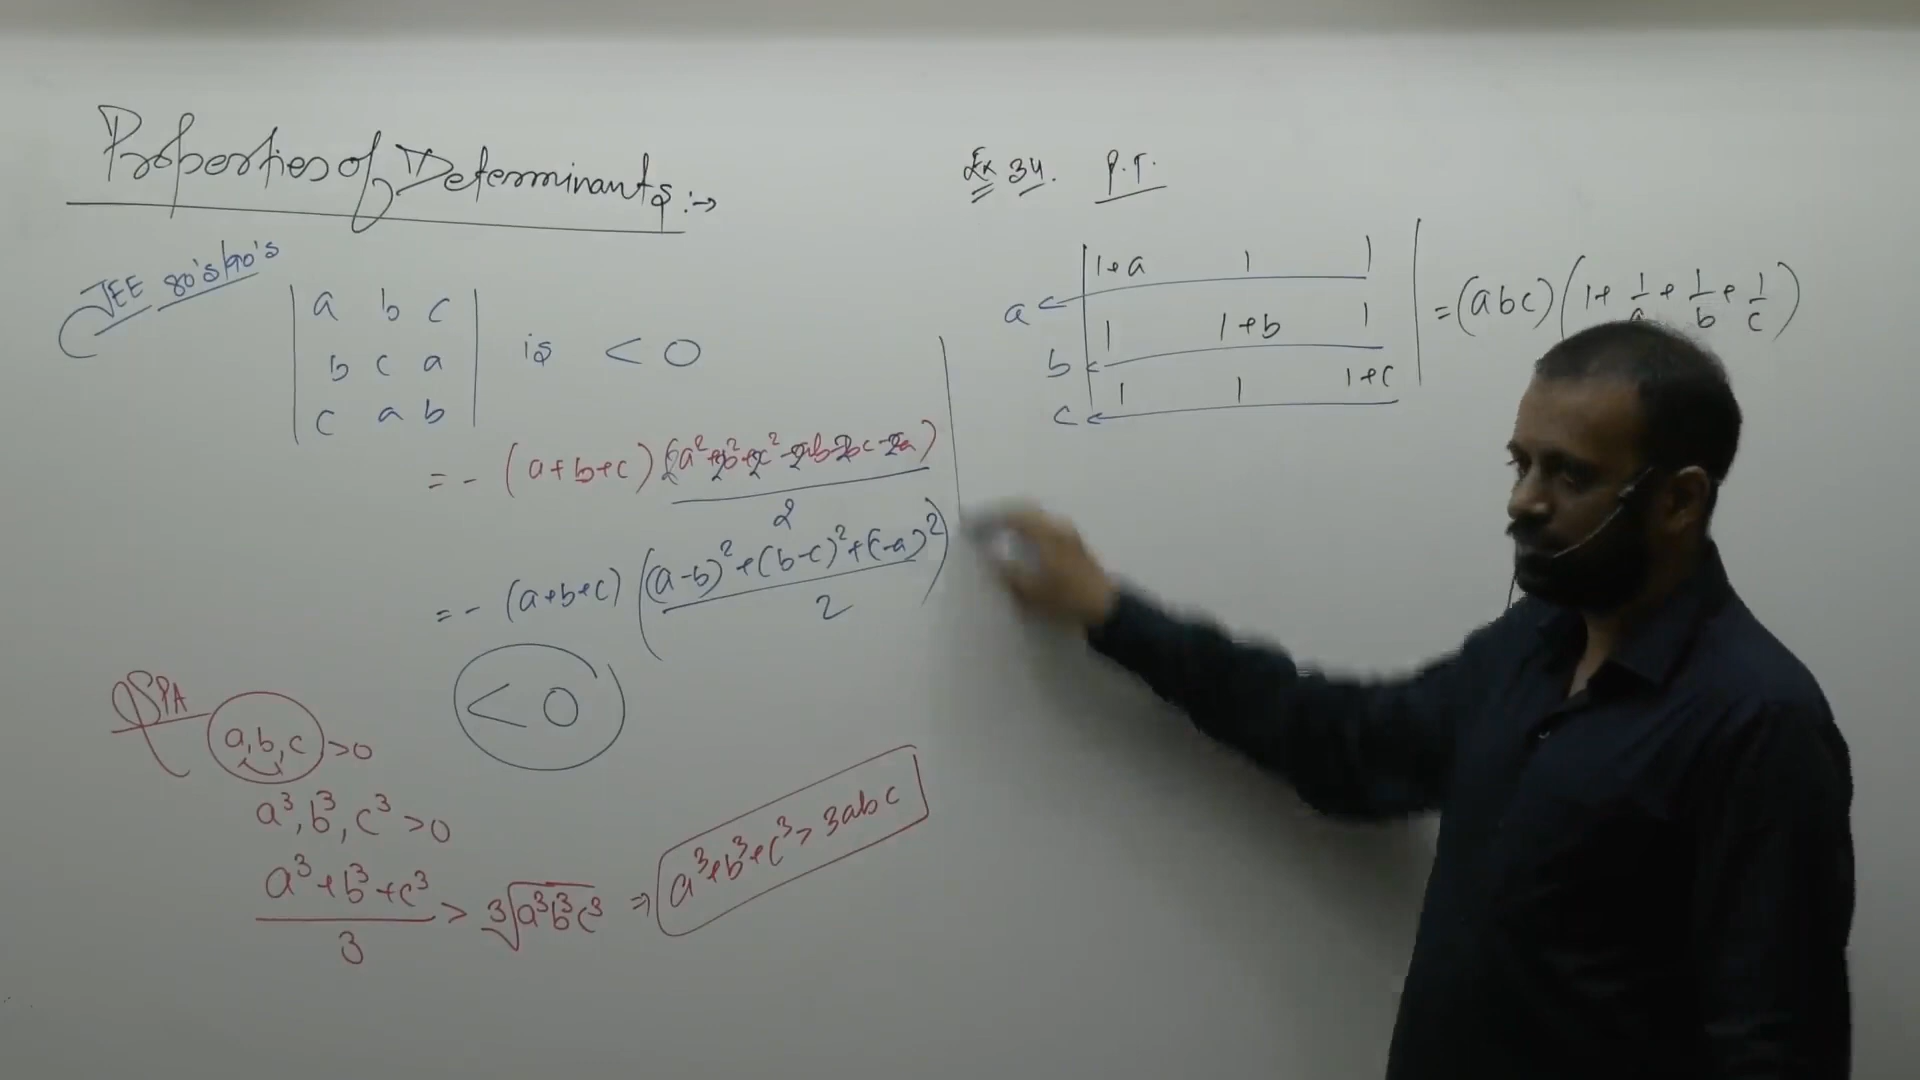 Properties of Determinants :→
JEE 80's/90's
| a b c |
| b c a | is < 0
| c a b |
= - (a+b+c) (2a²+2b²+2c²-2ab-2bc-2ca)
2
= - (a+b+c) ((a-b)²+(b-c)²+(c-a)²)
2
< 0
SPA
a,b,c >0
a³, b³, c³ >0
a³+b³+c³
3
> ∛a³b³c³ ⇒ a³+b³+c³ > 3abc
Ex 34. P.T.
| 1+a 1 1 |
a ←
| 1 1+b 1 | = (abc) (1+ 1/a + 1/b + 1/c)
b ←
| 1 1 1+c |
c ←